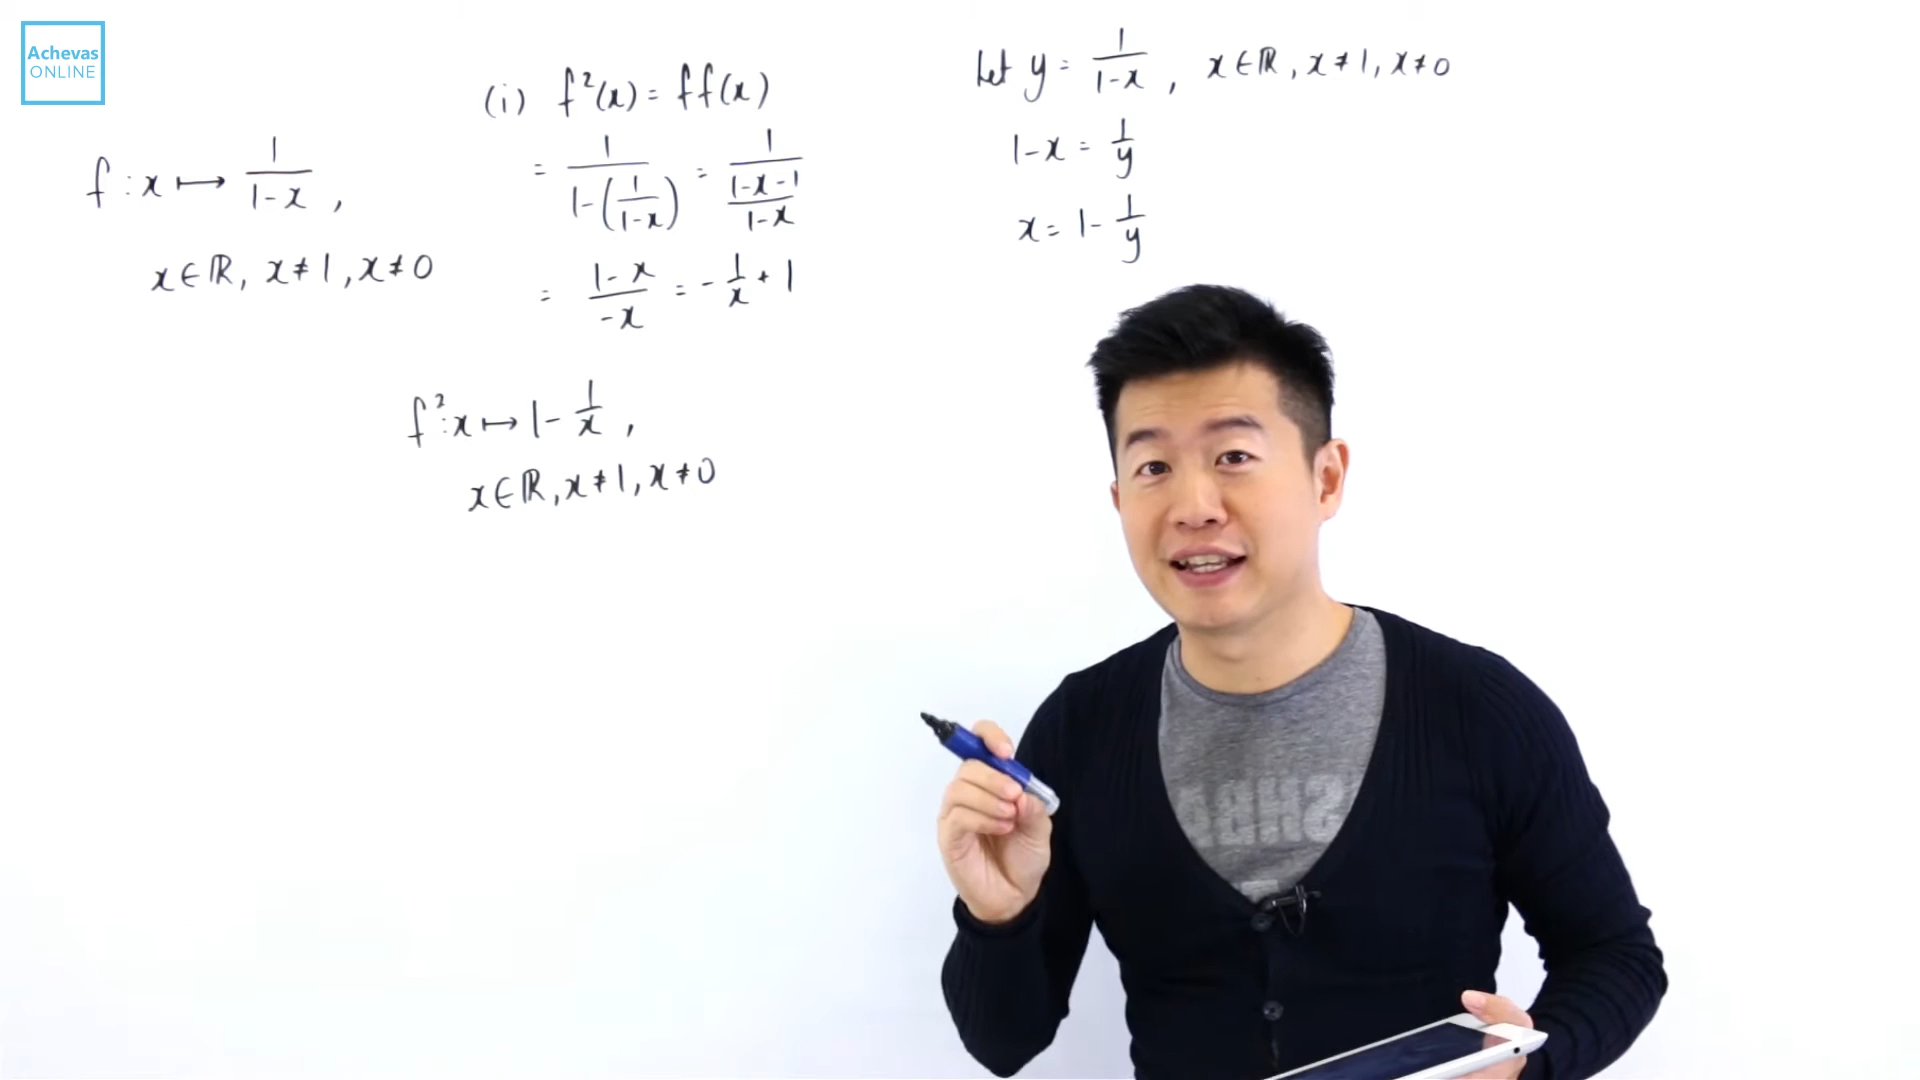 Achevas
ONLINE
f : x ↦ 1/(1-x) ,
x ∈ ℝ, x ≠ 1, x ≠ 0
(i) f²(x) = ff(x)
= 1/(1-(1/(1-x))) = 1/((1-x-1)/(1-x))
= (1-x)/(-x) = -1/x + 1
f² : x ↦ 1 - 1/x ,
x ∈ ℝ, x ≠ 1, x ≠ 0
Let y = 1/(1-x) , x ∈ ℝ, x ≠ 1, x ≠ 0
1-x = 1/y
x = 1 - 1/y